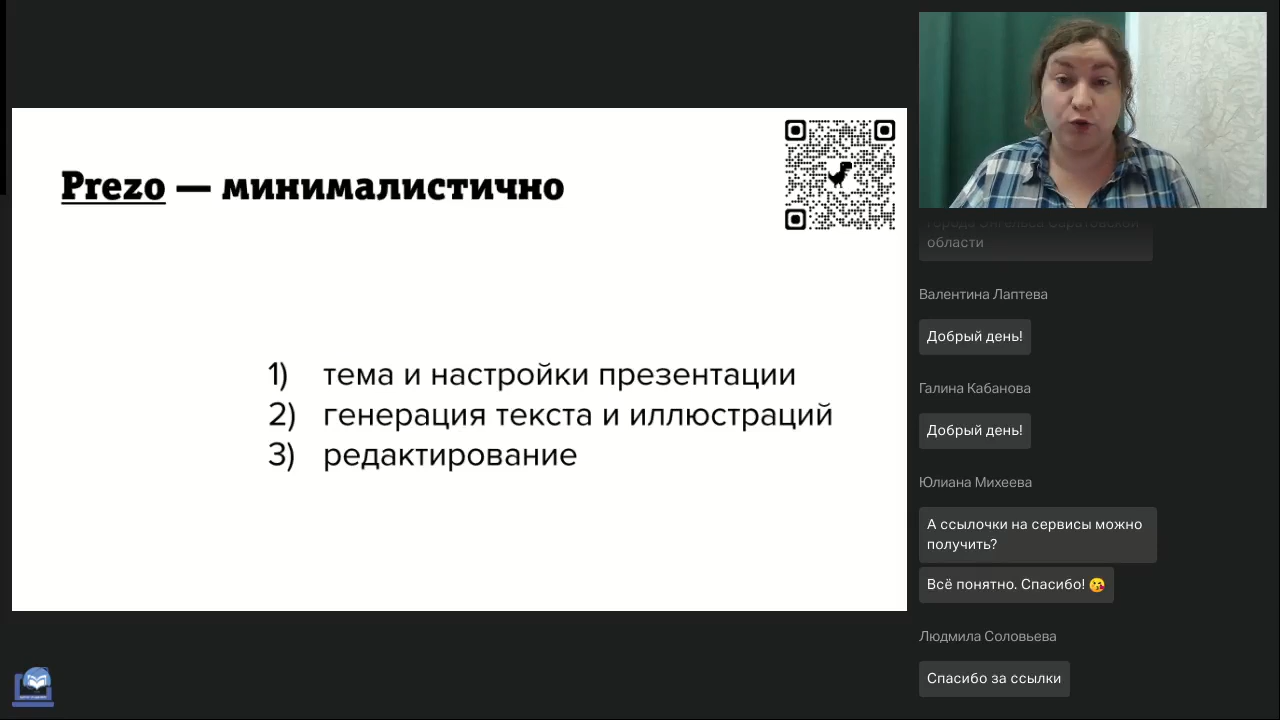 Prezo — минималистично
1) тема и настройки презентации
2) генерация текста и иллюстраций
3) редактирование
области
Валентина Лаптева
Добрый день!
Галина Кабанова
Добрый день!
Юлиана Михеева
А ссылочки на сервисы можно
получить?
Всё понятно. Спасибо! 😘
Людмила Соловьева
Спасибо за ссылки